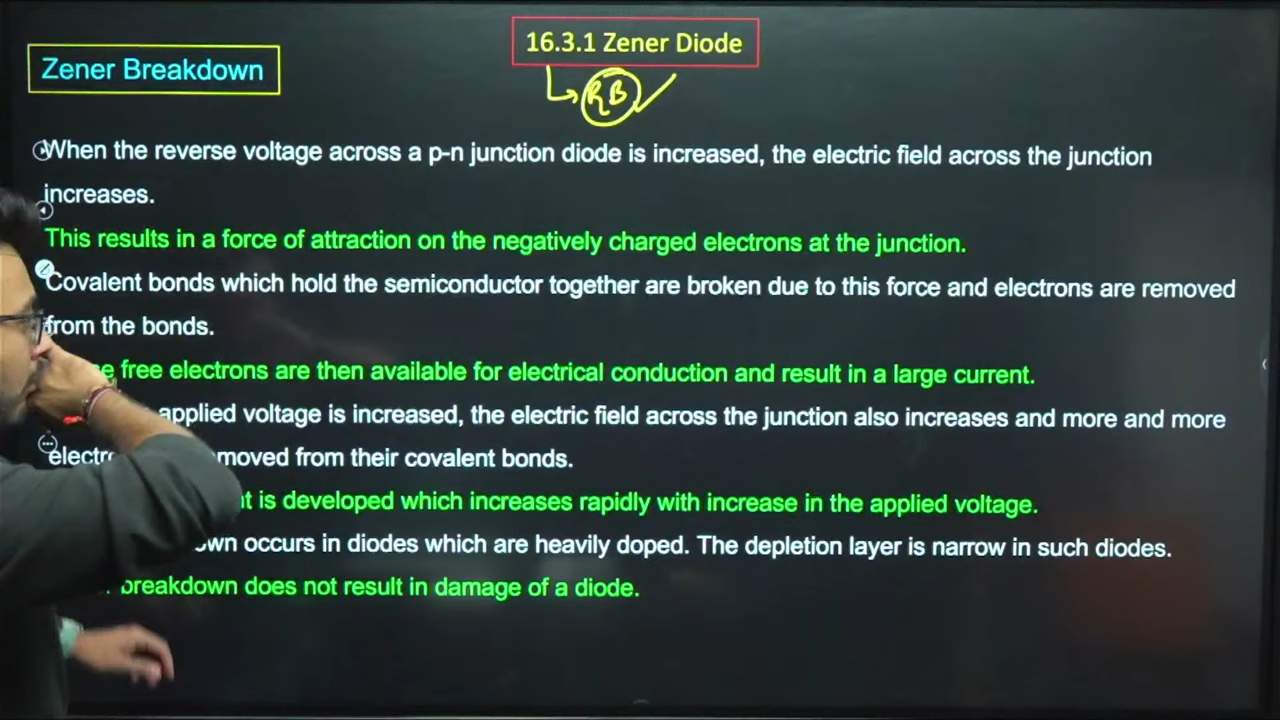 16.3.1 Zener Diode
Zener Breakdown
RB
When the reverse voltage across a p-n junction diode is increased, the electric field across the junction
increases.
This results in a force of attraction on the negatively charged electrons at the junction.
Covalent bonds which hold the semiconductor together are broken due to this force and electrons are removed
from the bonds.
free electrons are then available for electrical conduction and result in a large current.
applied voltage is increased, the electric field across the junction also increases and more and more
moved from their covalent bonds.
is developed which increases rapidly with increase in the applied voltage.
occurs in diodes which are heavily doped. The depletion layer is narrow in such diodes.
breakdown does not result in damage of a diode.